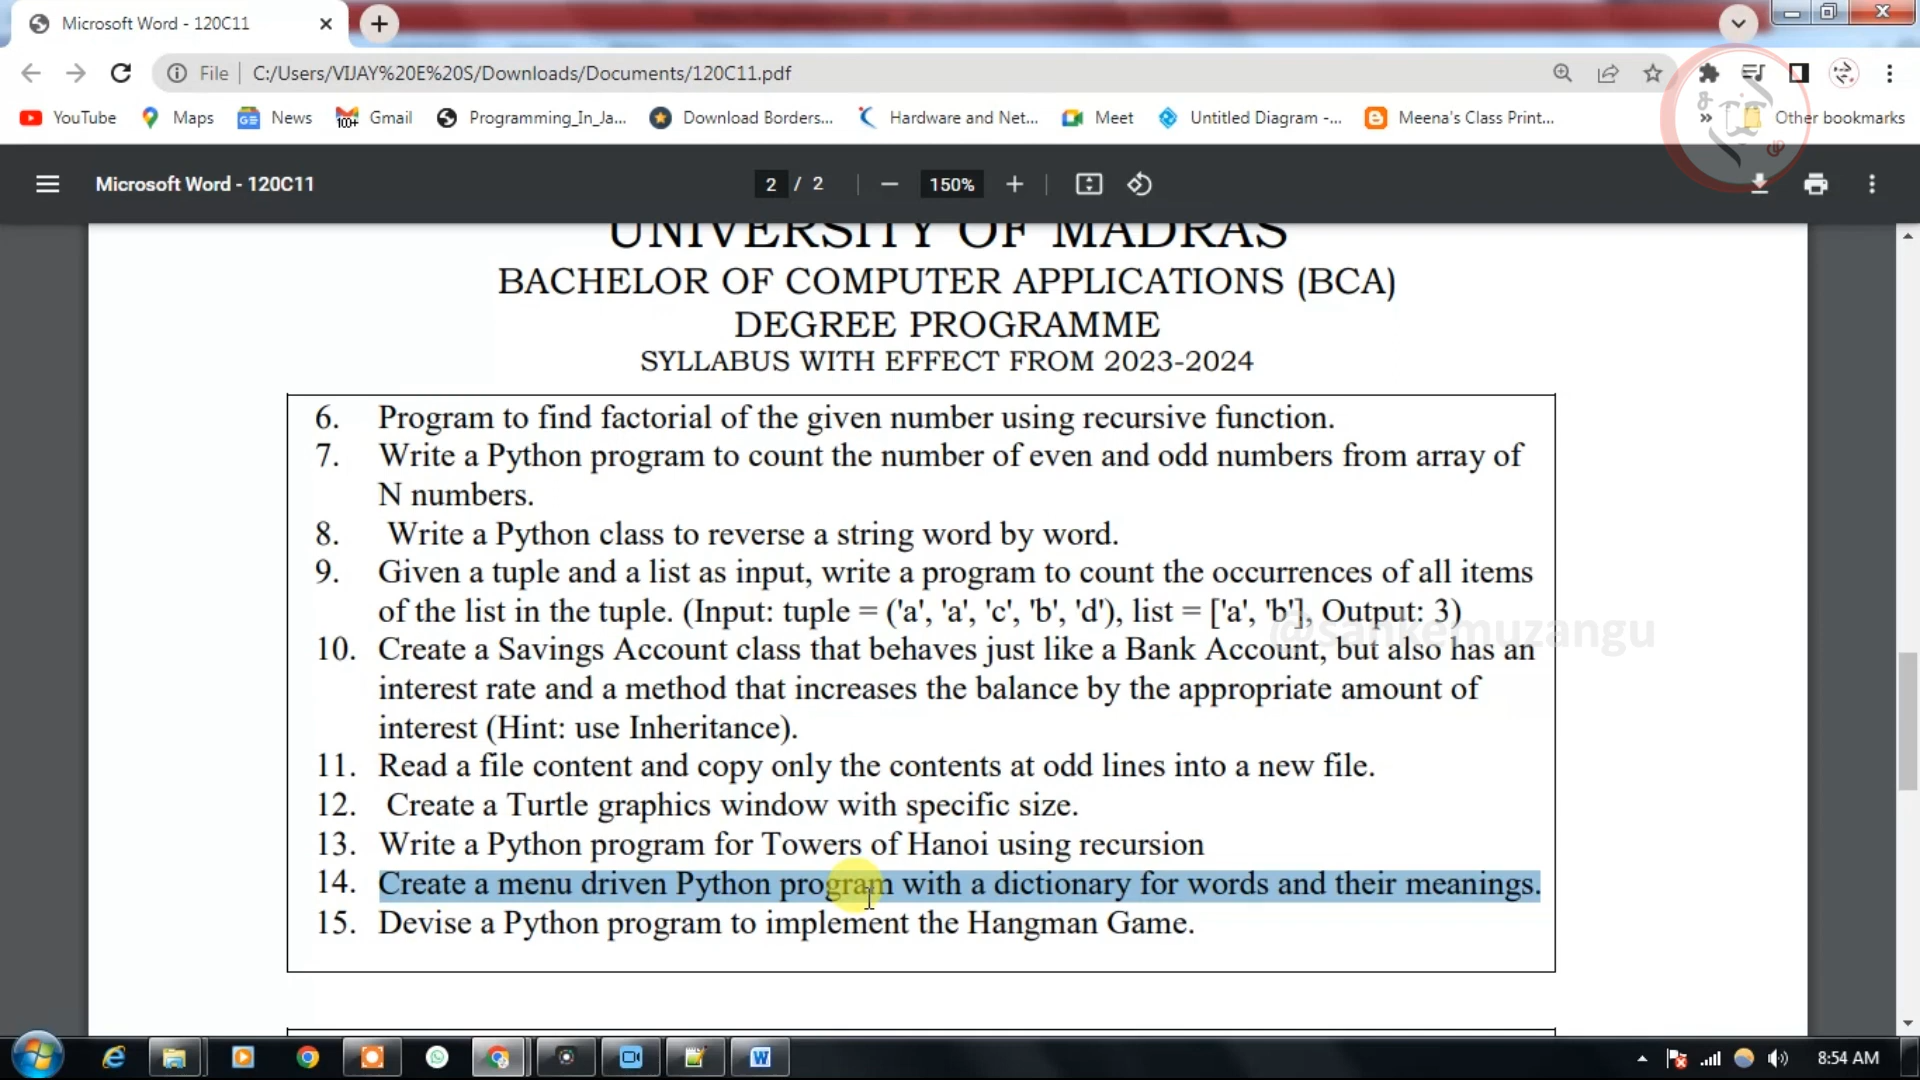 Microsoft Word - 120C11
File C:/Users/VIJAY%20E%20S/Downloads/Documents/120C11.pdf
YouTube Maps News 100+ Gmail Programming_In_Ja... Download Borders... Hardware and Net... Meet Untitled Diagram -... Meena's Class Print... » Other bookmarks
Microsoft Word - 120C11 2 / 2 150%
UNIVERSITY OF MADRAS
BACHELOR OF COMPUTER APPLICATIONS (BCA)
DEGREE PROGRAMME
SYLLABUS WITH EFFECT FROM 2023-2024
6. Program to find factorial of the given number using recursive function.
7. Write a Python program to count the number of even and odd numbers from array of
N numbers.
8. Write a Python class to reverse a string word by word.
9. Given a tuple and a list as input, write a program to count the occurrences of all items
of the list in the tuple. (Input: tuple = ('a', 'a', 'c', 'b', 'd'), list = ['a', 'b'], Output: 3)
@sankemuzangu
10. Create a Savings Account class that behaves just like a Bank Account, but also has an
interest rate and a method that increases the balance by the appropriate amount of
interest (Hint: use Inheritance).
11. Read a file content and copy only the contents at odd lines into a new file.
12. Create a Turtle graphics window with specific size.
13. Write a Python program for Towers of Hanoi using recursion
14. Create a menu driven Python program with a dictionary for words and their meanings.
15. Devise a Python program to implement the Hangman Game.
8:54 AM